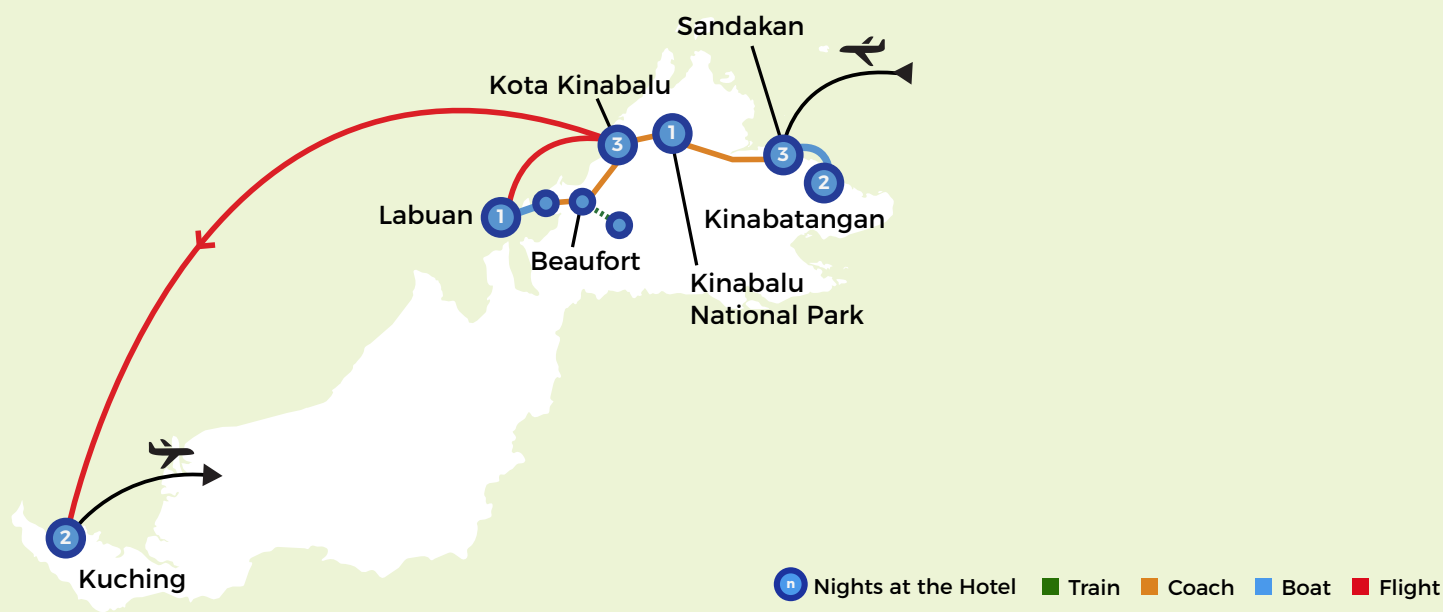 Sandakan
Kota Kinabalu
1
3
3
2
Labuan
1
Kinabatangan
Beaufort
Kinabalu
National Park
2
Kuching
n Nights at the Hotel Train Coach Boat Flight